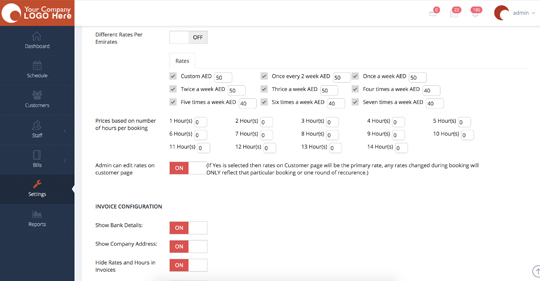 Your Company
LOGO Here
0
28
180
admin
Dashboard
Schedule
Customers
Staff
Bills
Settings
Reports
Different Rates Per
Emirates
OFF
Rates
Custom AED 50
Once every 2 week AED 50
Once a week AED 50
Twice a week AED 50
Thrice a week AED 50
Four times a week AED 40
Five times a week AED 40
Six times a week AED 40
Seven times a week AED 40
Prices based on number
of hours per booking
1 Hour(s) 0
2 Hour(s) 0
3 Hour(s) 0
4 Hour(s) 0
5 Hour(s) 0
6 Hour(s) 0
7 Hour(s) 0
8 Hour(s) 0
9 Hour(s) 0
10 Hour(s) 0
11 Hour(s) 0
12 Hour(s) 0
13 Hour(s) 0
14 Hour(s) 0
Admin can edit rates on
customer page
ON
(If Yes is selected then rates on Customer page will be the primary rate, any rates changed during booking will
ONLY reflect that particular booking or one round of reccurence.)
INVOICE CONFIGURATION
Show Bank Details:
ON
Show Company Address:
ON
Hide Rates and Hours in
Invoices
ON